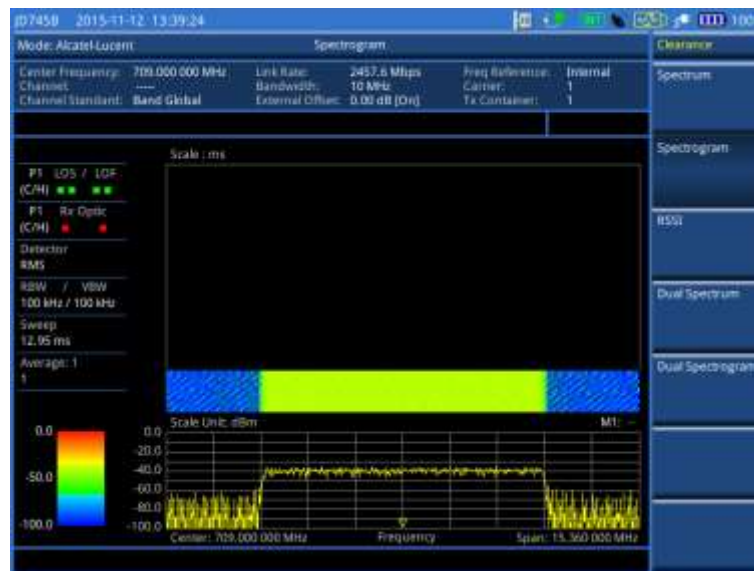 JD745B 2015-11-12 13:39:24
INT
100
Mode: Alcatel-Lucent
Spectrogram
Clearance
Center Frequency: 709.000 000 MHz
Channel: ----
Channel Standard: Band Global
Link Rate: 2457.6 Mbps
Bandwidth: 10 MHz
External Offset: 0.00 dB [On]
Freq Reference: Internal
Carrier: 1
Tx Container: 1
Scale : ms
P1 LOS / LOF
(C/H)
P1 Rx Optic
(C/H)
Detector
RMS
RBW / VBW
100 kHz / 100 kHz
Sweep
12.95 ms
Average: 1
1
0.0
-50.0
-100.0
Scale Unit: dBm
M1: --
0.0
-20.0
-40.0
-60.0
-80.0
-100.0
Center: 709.000 000 MHz
Frequency
Span: 15.360 000 MHz
Spectrum
Spectrogram
RSSI
Dual Spectrum
Dual Spectrogram